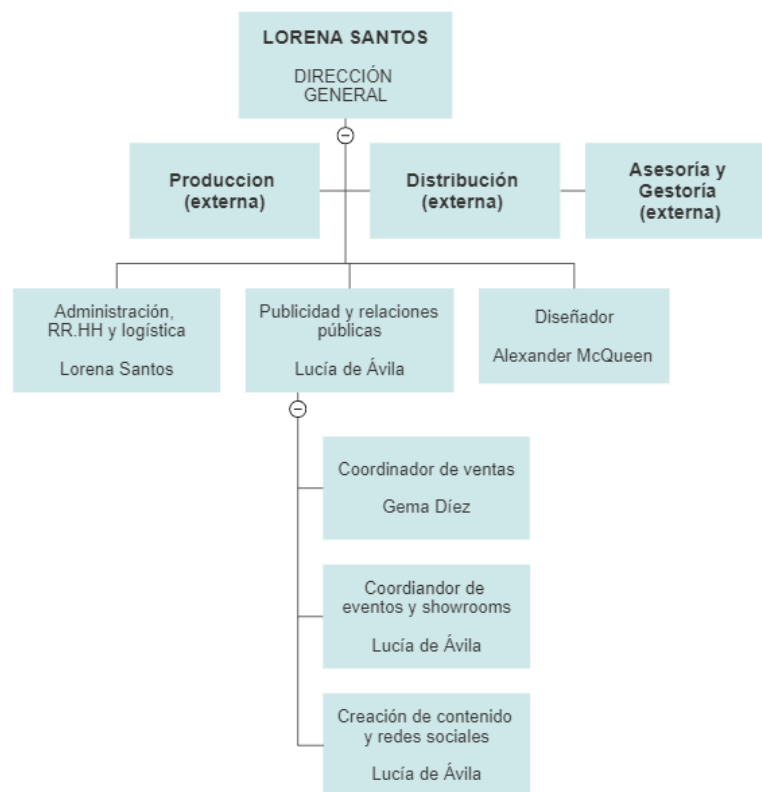 LORENA SANTOS
DIRECCIÓN
GENERAL
Produccion
(externa)
Distribución
(externa)
Asesoría y
Gestoría
(externa)
Administración,
RR.HH y logística
Lorena Santos
Publicidad y relaciones
públicas
Lucía de Ávila
Diseñador
Alexander McQueen
Coordinador de ventas
Gema Díez
Coordiandor de
eventos y showrooms
Lucía de Ávila
Creación de contenido
y redes sociales
Lucía de Ávila